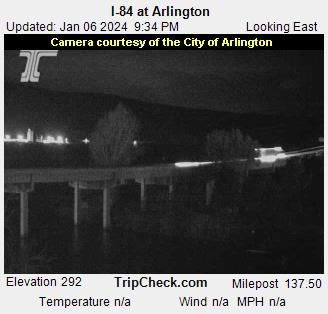 I-84 at Arlington
Updated: Jan 06 2024 9:34 PM Looking East
Camera courtesy of the City of Arlington
Elevation 292 TripCheck.com Milepost 137.50
Temperature n/a Wind n/a MPH n/a